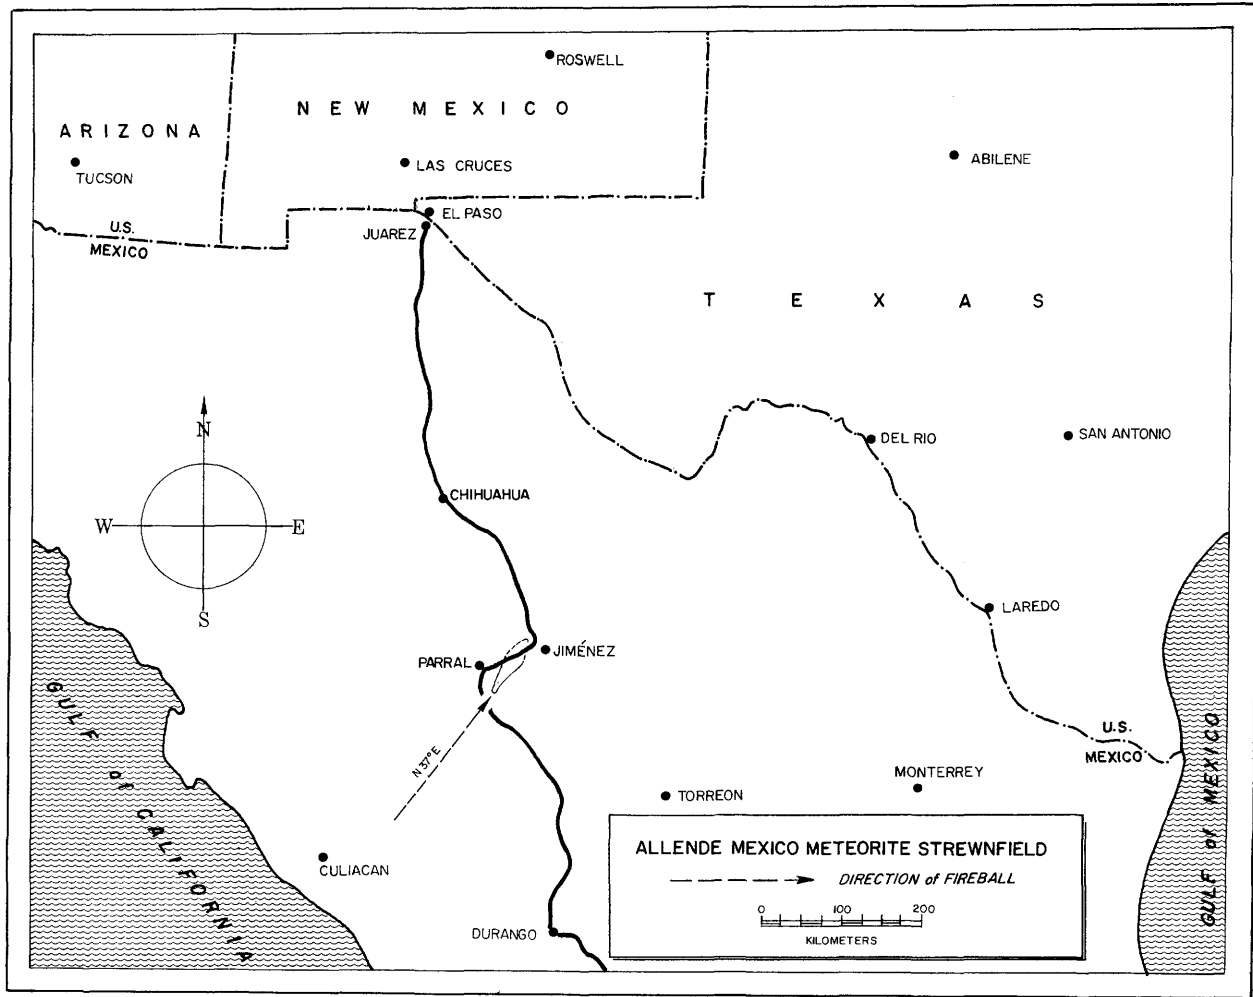 ROSWELL
NEW MEXICO
ARIZONA
TUCSON
LAS CRUCES
ABILENE
EL PASO
JUAREZ
U.S.
MEXICO
TEXAS
N
W
E
S
DEL RIO
SAN ANTONIO
CHIHUAHUA
LAREDO
JIMÉNEZ
PARRAL
N 37° E
GULF of CALIFORNIA
U.S.
MEXICO
GULF of MEXICO
MONTERREY
TORREON
CULIACAN
DURANGO
ALLENDE MEXICO METEORITE STREWNFIELD
DIRECTION of FIREBALL
0 100 200
KILOMETERS